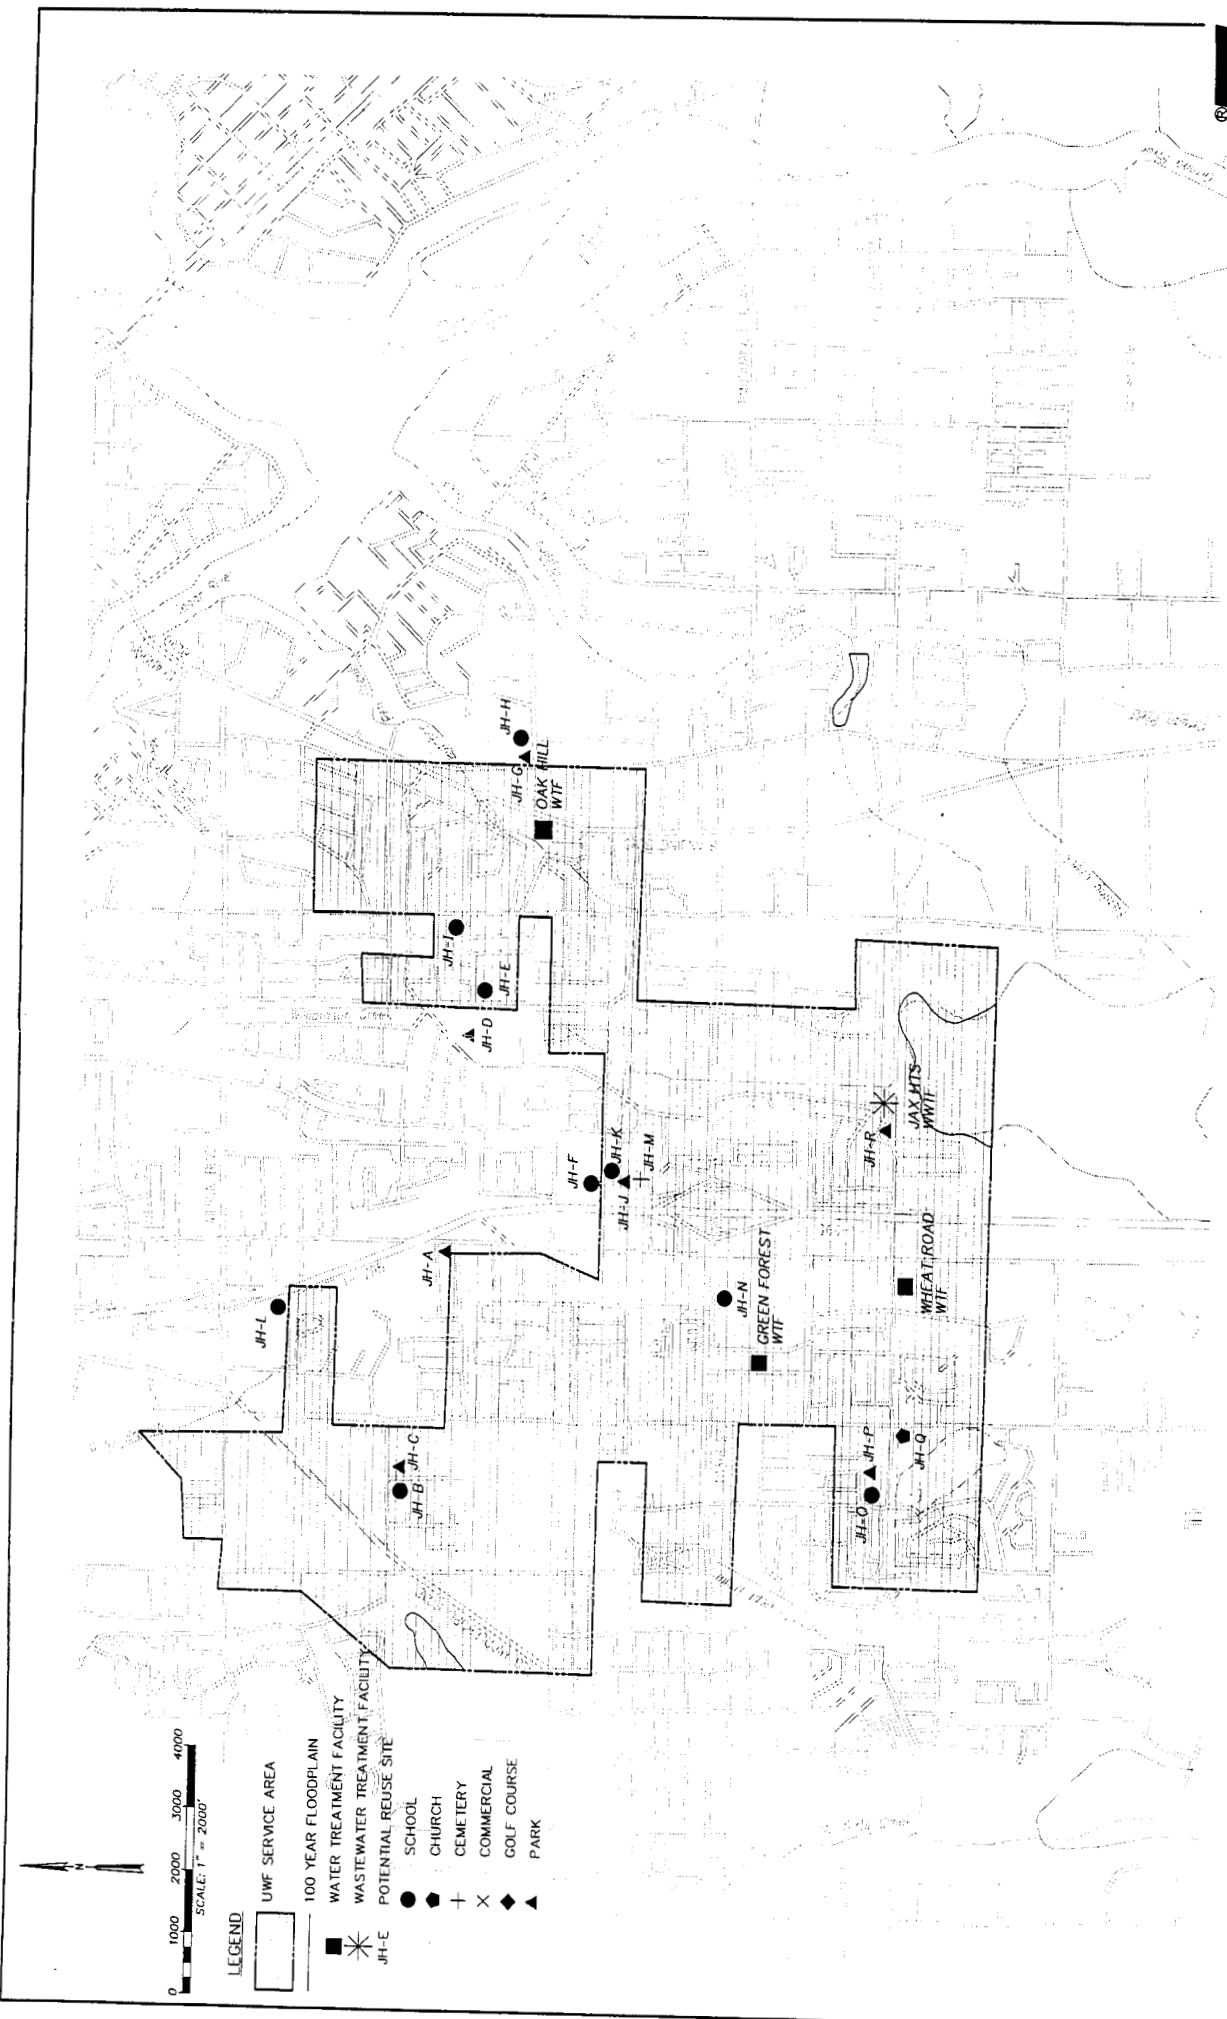 0 1000 2000 3000 4000
SCALE: 1" = 2000'
N
LEGEND
UWF SERVICE AREA
100 YEAR FLOODPLAIN
WATER TREATMENT FACILITY
WASTEWATER TREATMENT FACILITY
JH-E POTENTIAL REUSE SITE
SCHOOL
CHURCH
CEMETERY
COMMERCIAL
GOLF COURSE
PARK
JH-L
JH-A
JH-B
JH-C
JH-I
JH-E
JH-D
JH-G
JH-H
OAK HILL
WTF
JH-F
JH-K
JH-J
JH-M
JH-N
GREEN FOREST
WTF
JH-R
JAX HTS
WWTF
WHEAT ROAD
WTF
JH-O
JH-P
JH-Q
®